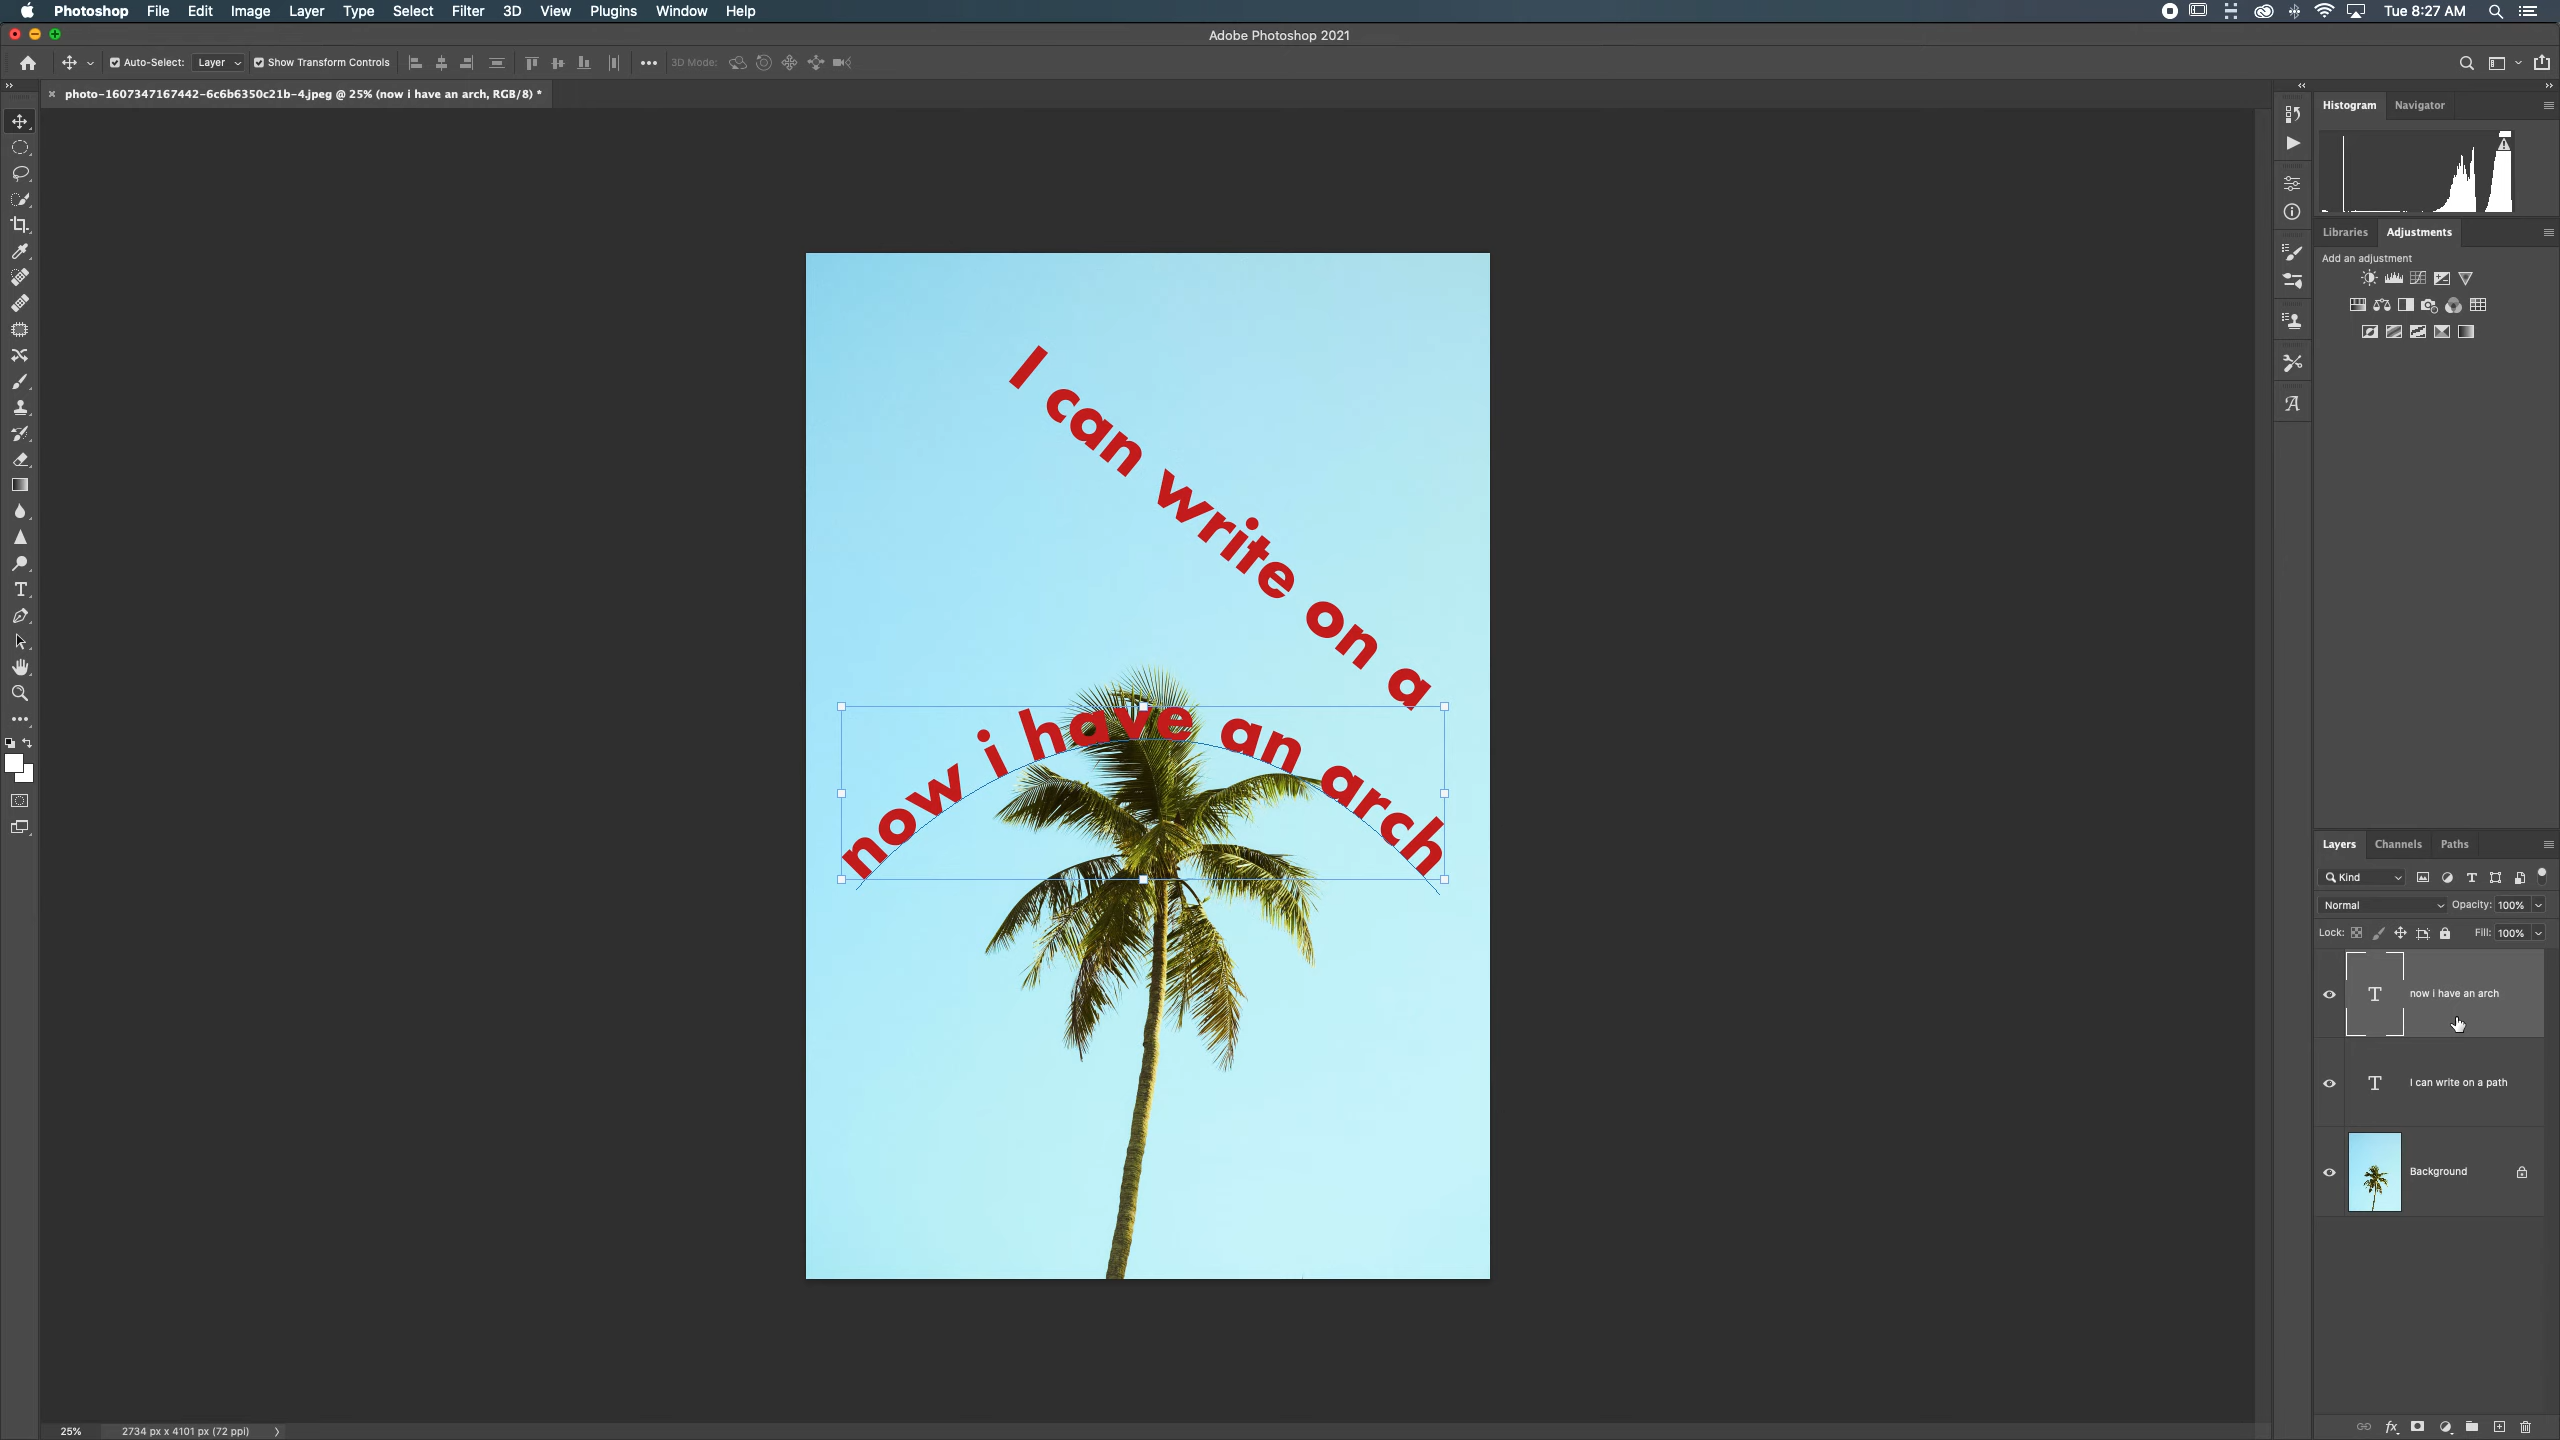 Photoshop File Edit Image Layer Type Select Filter 3D View Plugins Window Help Tue 8:27 AM
Adobe Photoshop 2021
Auto-Select: Layer Show Transform Controls 3D Mode:
photo-1607347167442-6c6b6350c21b-4.jpeg @ 25% (now i have an arch, RGB/8) *
Histogram Navigator
Libraries Adjustments
Add an adjustment
I can write on a
now i have an arch
Layers Channels Paths
Kind
Normal Opacity: 100%
Lock: Fill: 100%
T now i have an arch
T I can write on a path
Background
25% 2734 px x 4101 px (72 ppi)